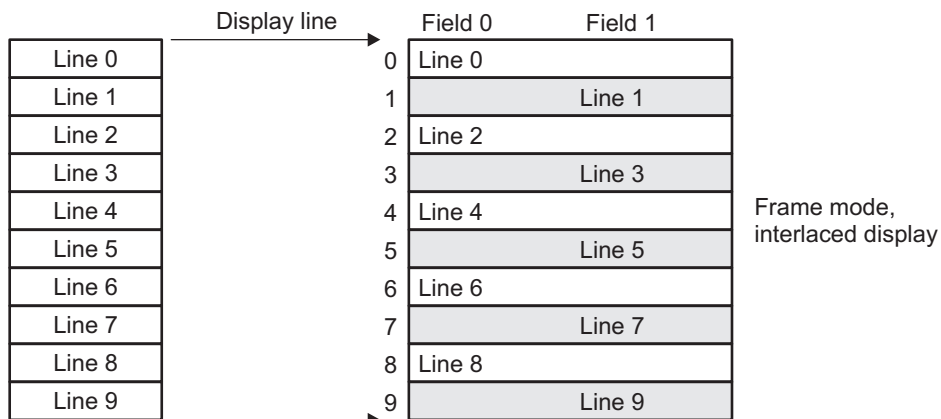 Display line Field 0 Field 1
Line 0 0 Line 0
Line 1 1 Line 1
Line 2 2 Line 2
Line 3 3 Line 3
Line 4 4 Line 4 Frame mode,
Line 5 5 Line 5 interlaced display
Line 6 6 Line 6
Line 7 7 Line 7
Line 8 8 Line 8
Line 9 9 Line 9